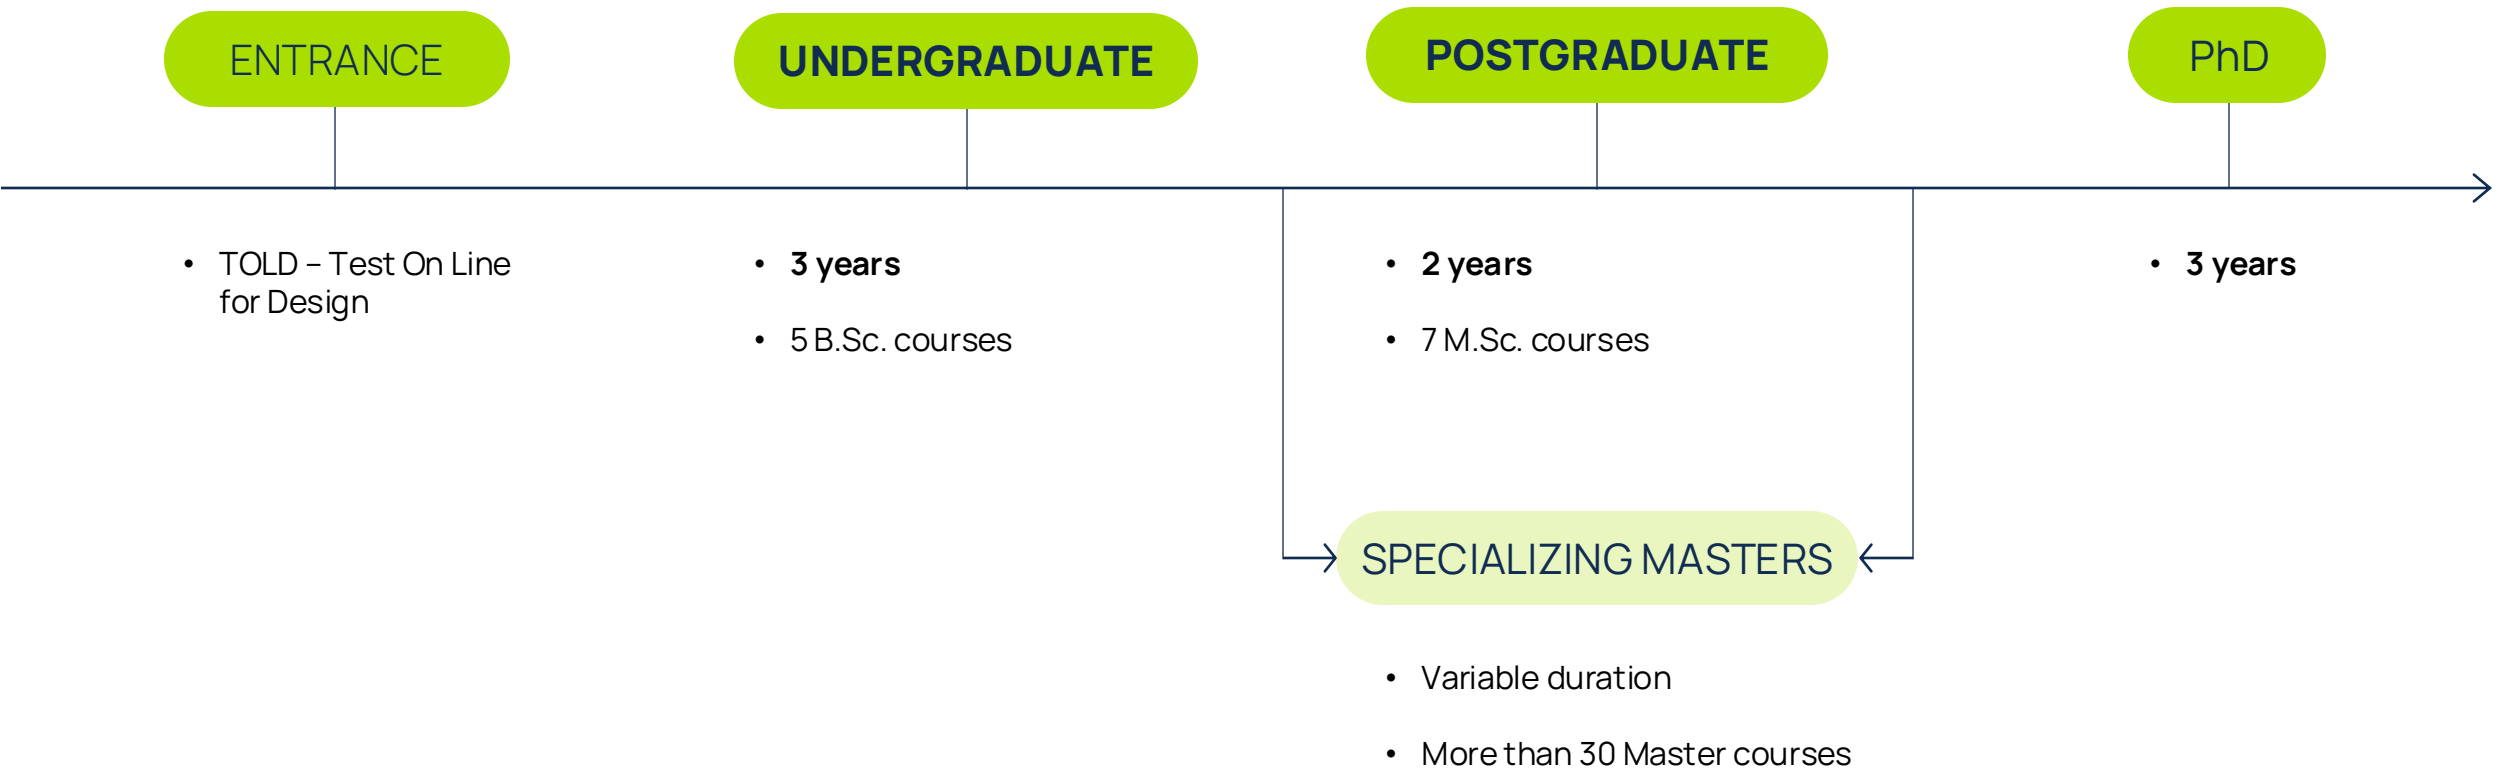 ENTRANCE
UNDERGRADUATE
POSTGRADUATE
PhD
• TOLD – Test On Line
for Design
• 3 years
• 5 B.Sc. courses
• 2 years
• 7 M.Sc. courses
• 3 years
SPECIALIZING MASTERS
• Variable duration
• More than 30 Master courses